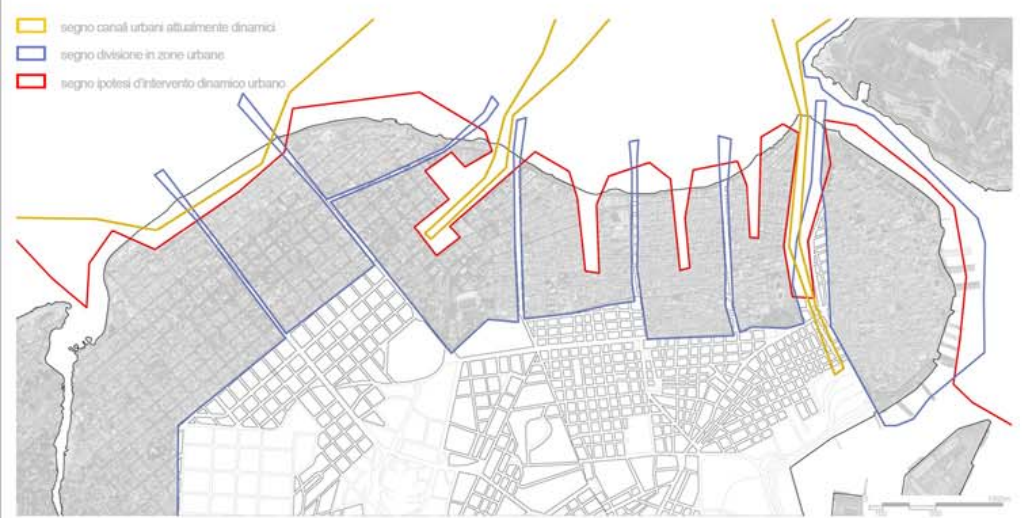 segno canali urbani attualmente dinamici
segno divisione in zone urbane
segno ipotesi d'intervento dinamico urbano